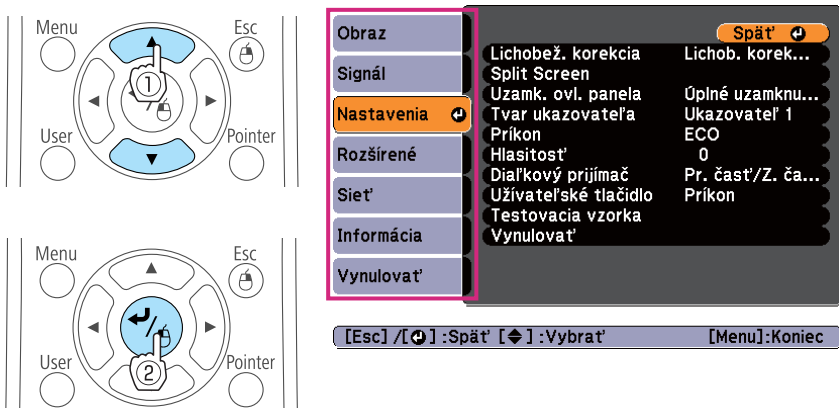 Menu
Esc
1
User
Pointer
Menu
Esc
User
Pointer
2
Obraz
Signál
Nastavenia
Rozšírené
Sieť
Informácia
Vynulovať
Späť
Lichobež. korekcia Lichob. korek...
Split Screen
Uzamk. ovl. panela Úplné uzamknu...
Tvar ukazovateľa Ukazovateľ 1
Príkon ECO
Hlasitosť 0
Diaľkový prijímač Pr. časť/Z. ča...
Užívateľské tlačidlo Príkon
Testovacia vzorka
Vynulovať
[Esc] /[ ] :Späť [ ] :Vybrať [Menu]:Koniec